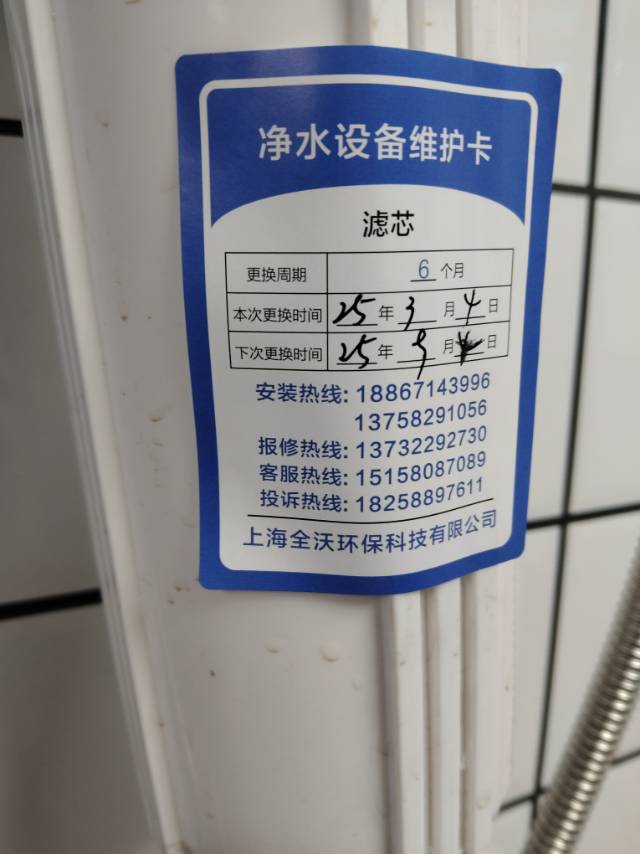 净水设备维护卡
滤芯
更换周期 6 个月
本次更换时间 25 年 3 月 4 日
下次更换时间 25 年 9 月 日
安装热线: 18867143996
13758291056
报修热线: 13732292730
客服热线: 15158087089
投诉热线: 18258897611
上海全沃环保科技有限公司